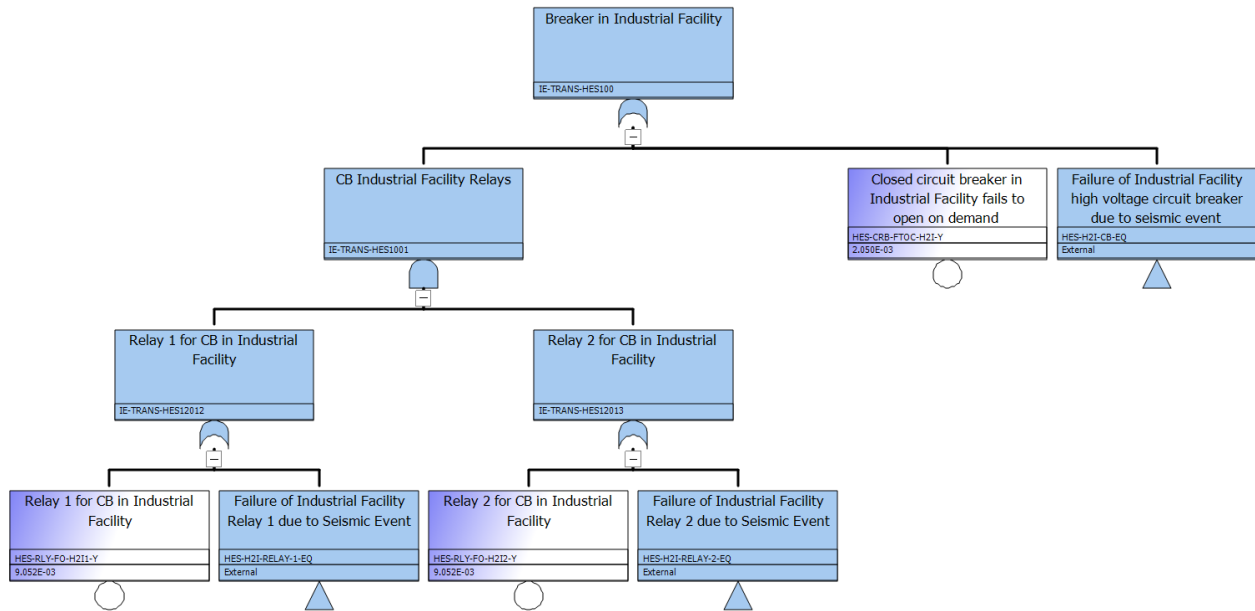 Breaker in Industrial Facility
IE-TRANS-HES100
CB Industrial Facility Relays
IE-TRANS-HES1001
Closed circuit breaker in
Industrial Facility fails to
open on demand
HES-CRB-FTOC-H2I-Y
2.050E-03
Failure of Industrial Facility
high voltage circuit breaker
due to seismic event
HES-H2I-CB-EQ
External
Relay 1 for CB in Industrial
Facility
IE-TRANS-HES12012
Relay 2 for CB in Industrial
Facility
IE-TRANS-HES12013
Relay 1 for CB in Industrial
Facility
HES-RLY-FO-H2I1-Y
9.052E-03
Failure of Industrial Facility
Relay 1 due to Seismic Event
HES-H2I-RELAY-1-EQ
External
Relay 2 for CB in Industrial
Facility
HES-RLY-FO-H2I2-Y
9.052E-03
Failure of Industrial Facility
Relay 2 due to Seismic Event
HES-H2I-RELAY-2-EQ
External